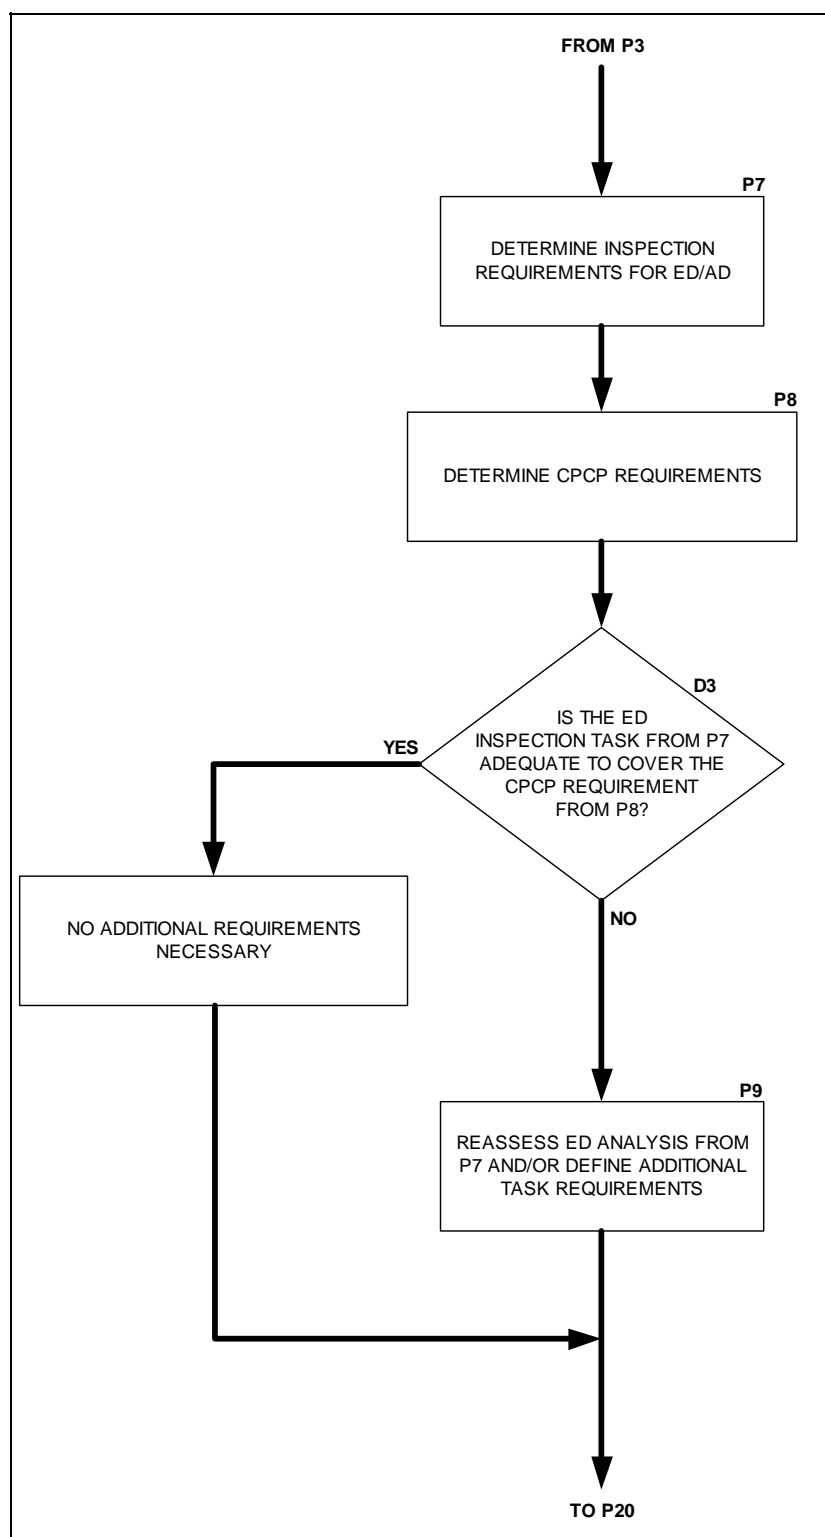 FROM P3
P7
DETERMINE INSPECTION
REQUIREMENTS FOR ED/AD
P8
DETERMINE CPCP REQUIREMENTS
D3
IS THE ED
INSPECTION TASK FROM P7
ADEQUATE TO COVER THE
CPCP REQUIREMENT
FROM P8?
YES
NO ADDITIONAL REQUIREMENTS
NECESSARY
NO
P9
REASSESS ED ANALYSIS FROM
P7 AND/OR DEFINE ADDITIONAL
TASK REQUIREMENTS
TO P20